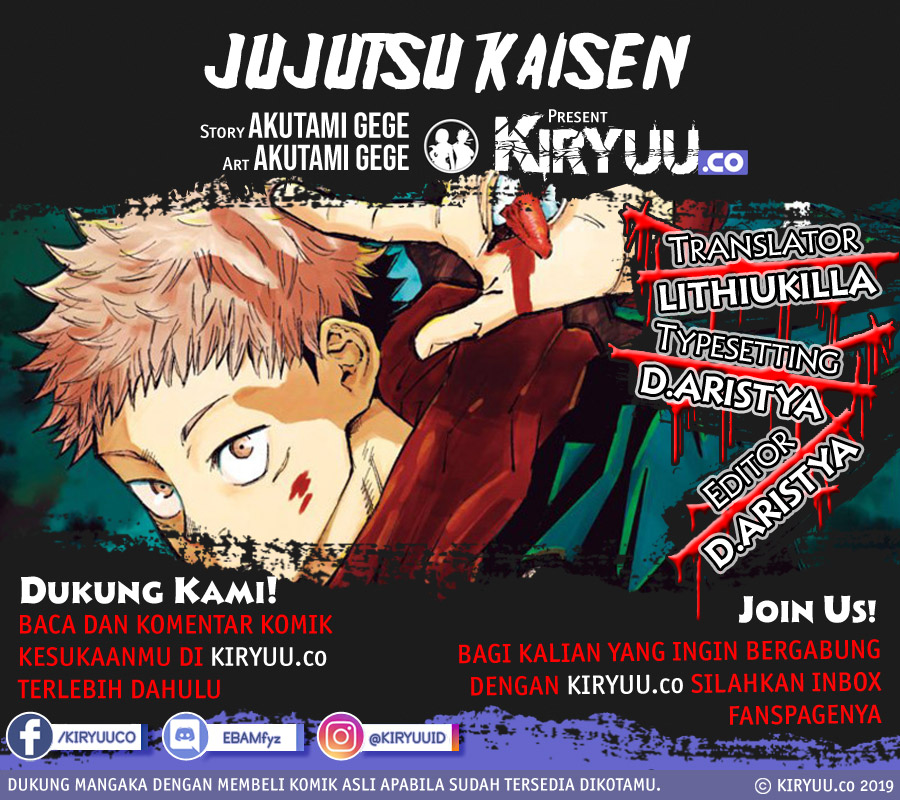 JUJUTSU KAISEN
STORY AKUTAMI GEGE
ART AKUTAMI GEGE
PRESENT
KIRYUU.CO
TRANSLATOR
LITHIUKILLA
TYPESETTING
D.ARISTYA
EDITOR
D.ARISTYA
DUKUNG KAMI!
BACA DAN KOMENTAR KOMIK
KESUKAANMU DI KIRYUU.co
TERLEBIH DAHULU
JOIN US!
BAGI KALIAN YANG INGIN BERGABUNG
DENGAN KIRYUU.co SILAHKAN INBOX
FANSPAGENYA
/KIRYUUCO
EBAMfyz
@KIRYUUID
DUKUNG MANGAKA DENGAN MEMBELI KOMIK ASLI APABILA SUDAH TERSEDIA DIKOTAMU.
© KIRYUU.co 2019